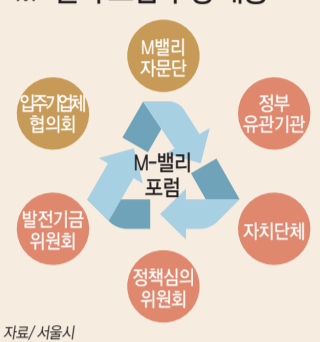 M밸리
자문단
입주기업체
협의회
정부
유관기관
M-밸리
포럼
발전기금
위원회
자치단체
정책심의
위원회
자료/서울시